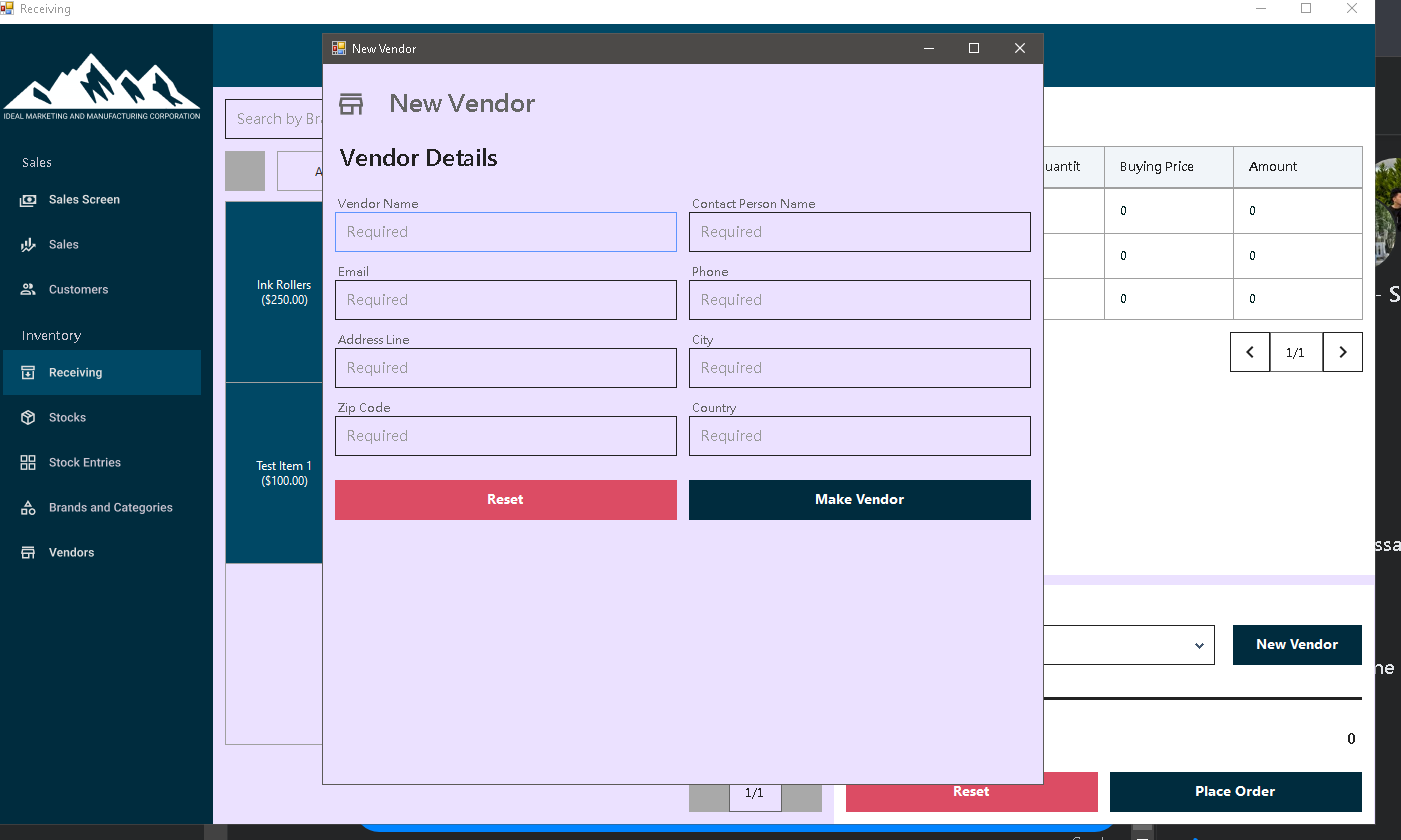 Receiving
IDEAL MARKETING AND MANUFACTURING CORPORATION
Sales
Sales Screen
Sales
Customers
Inventory
Receiving
Stocks
Stock Entries
Brands and Categories
Vendors
Search by Bra
A
Ink Rollers
($250.00)
Test Item 1
($100.00)
1/1
New Vendor
New Vendor
Vendor Details
Vendor Name
Contact Person Name
Required
Required
Email
Phone
Required
Required
Address Line
City
Required
Required
Zip Code
Country
Required
Required
Reset
Make Vendor
uantit
Buying Price
Amount
0
0
0
0
0
0
1/1
New Vendor
0
Reset
Place Order
- S
ssa
ne